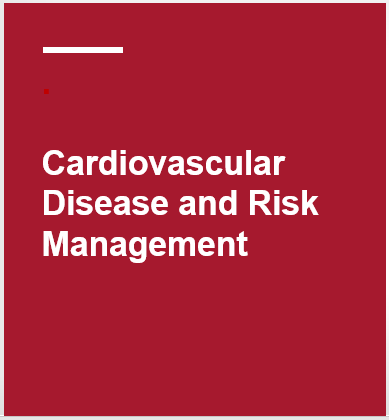 Cardiovascular
Disease and Risk
Management